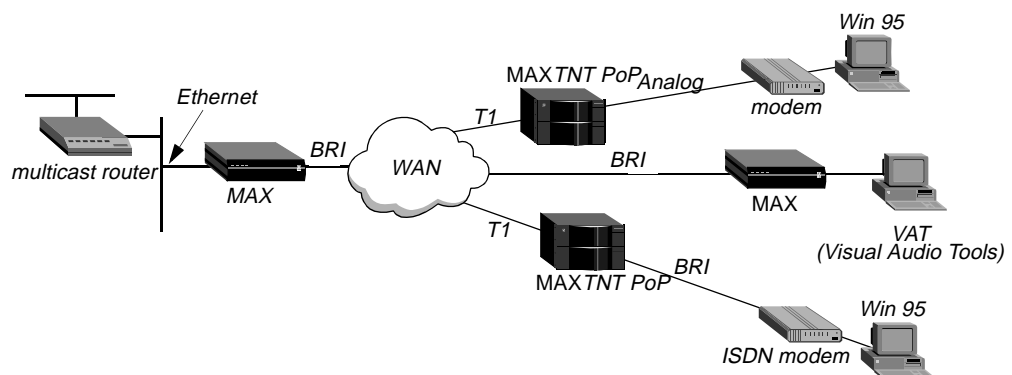 Win 95
MAXTNT PoP
Analog
Ethernet
T1
modem
multicast router
BRI
WAN
BRI
MAX
MAX
T1
VAT
(Visual Audio Tools)
BRI
MAXTNT PoP
Win 95
ISDN modem